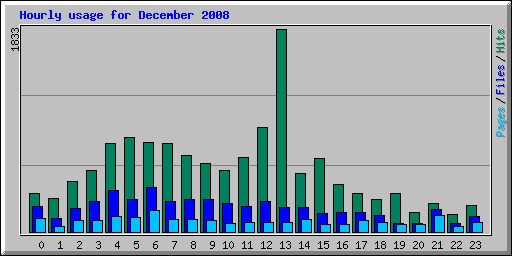 Hourly usage for December 2008
1833
Pages/Files/Hits
0 1 2 3 4 5 6 7 8 9 10 11 12 13 14 15 16 17 18 19 20 21 22 23